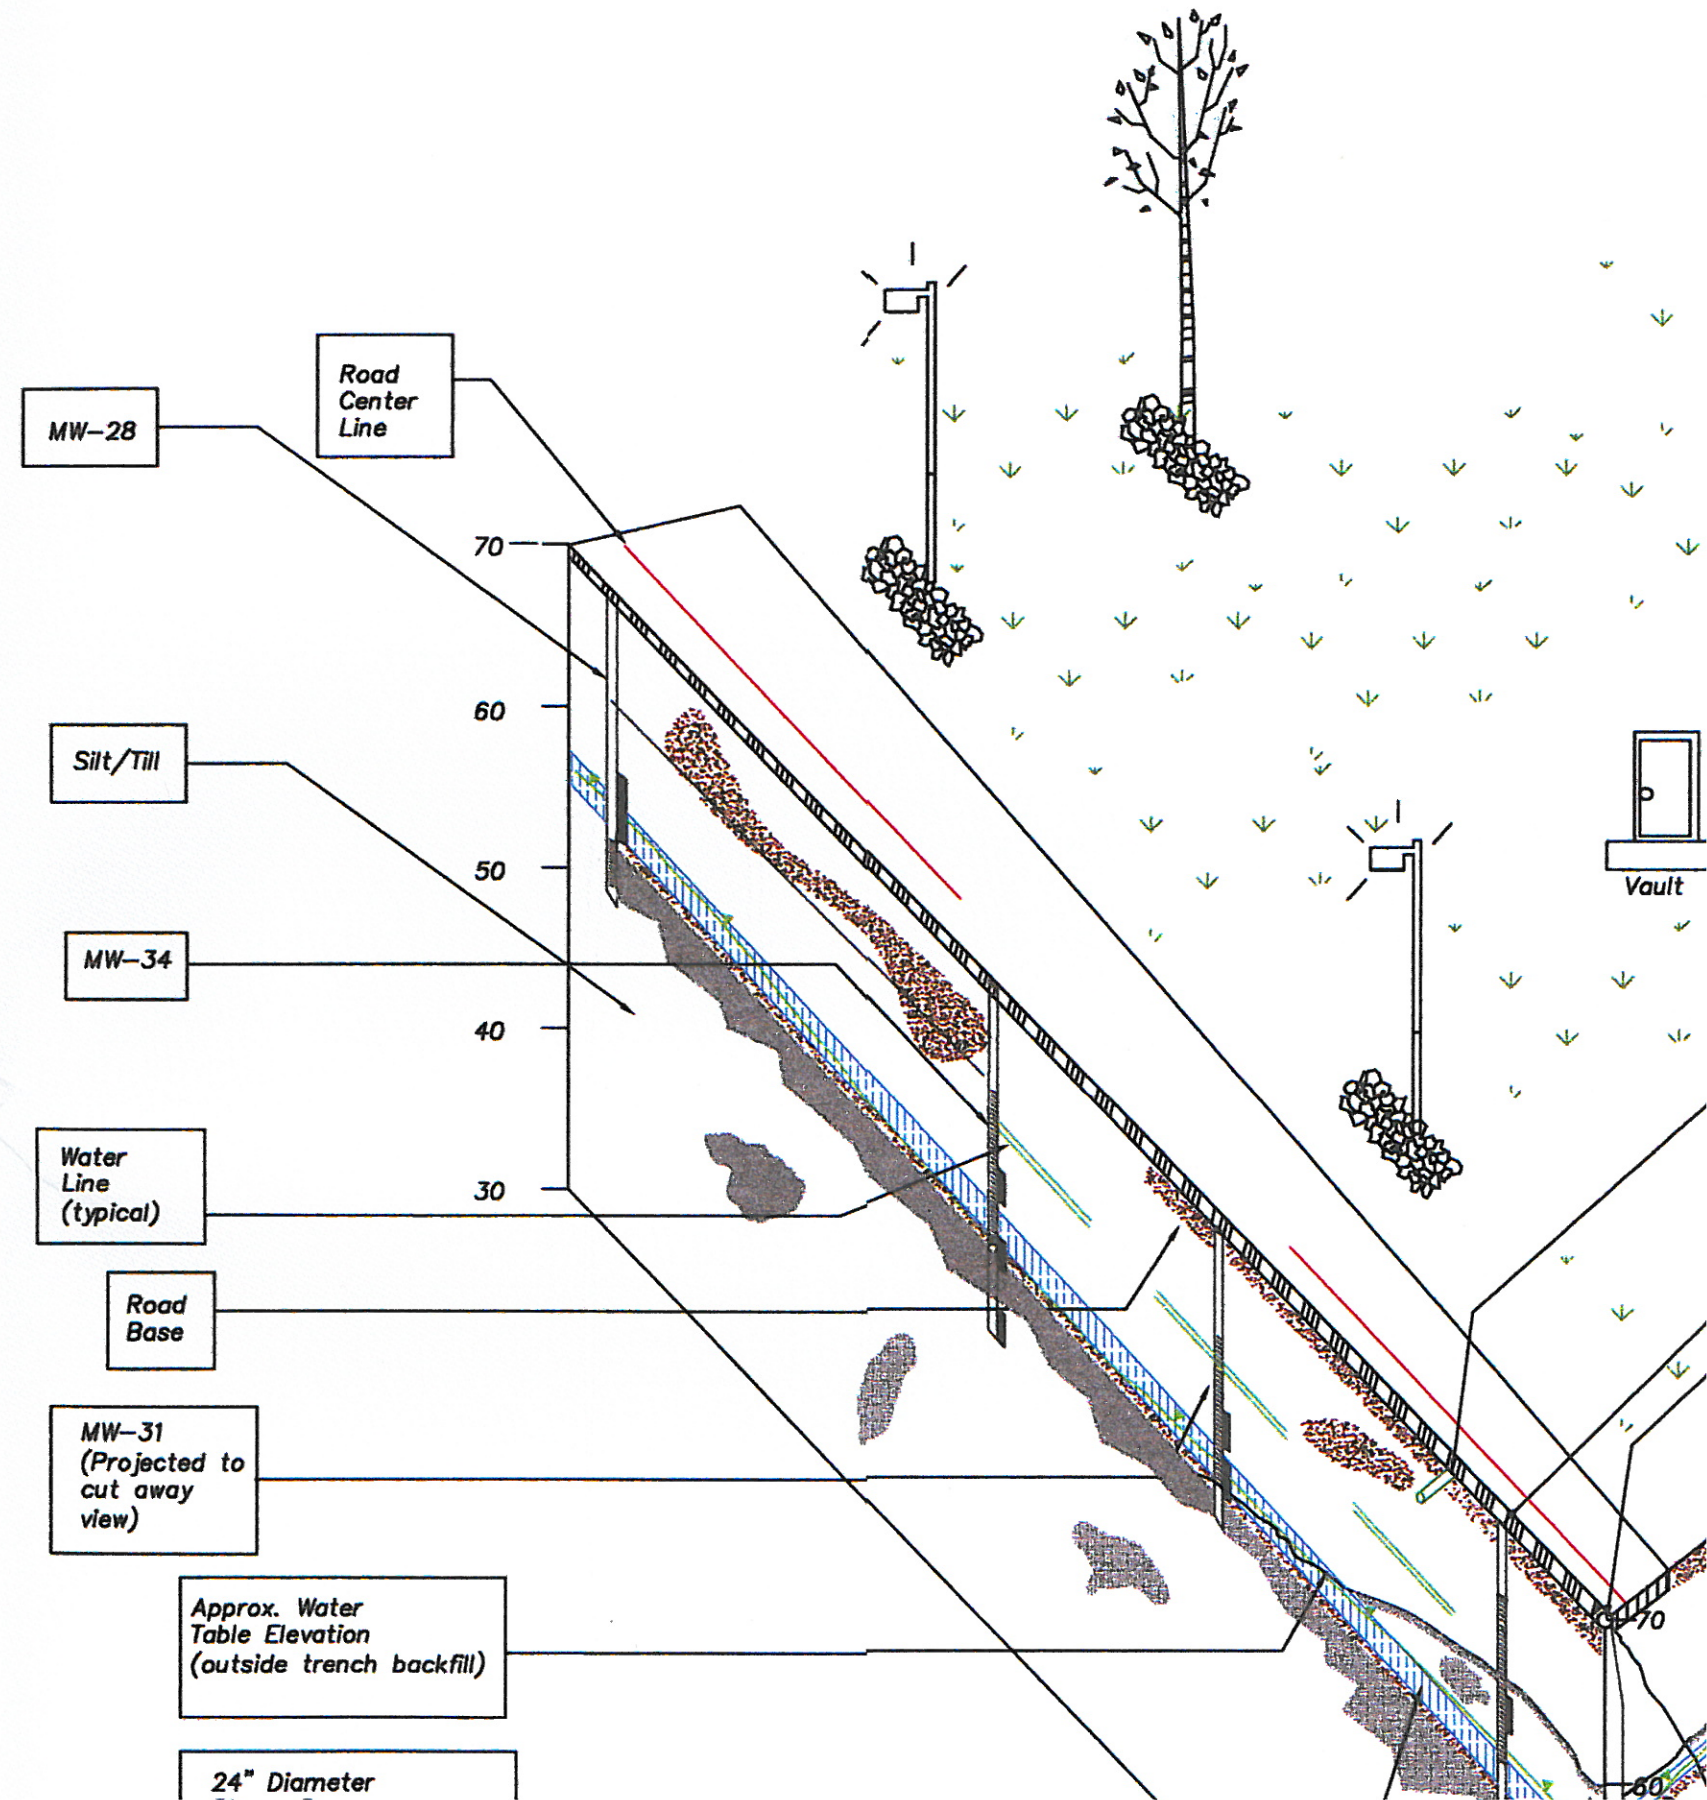 Road
Center
Line
MW-28
70
60
Silt/Till
Vault
50
MW-34
40
Water
Line
(typical)
30
Road
Base
MW-31
(Projected to
cut away
view)
Approx. Water
Table Elevation
(outside trench backfill)
70
24" Diameter
60